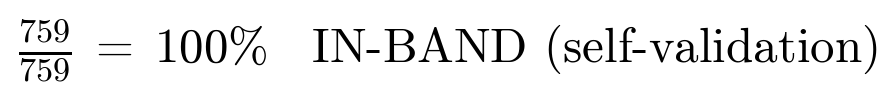 759/759 = 100% IN-BAND (self-validation)